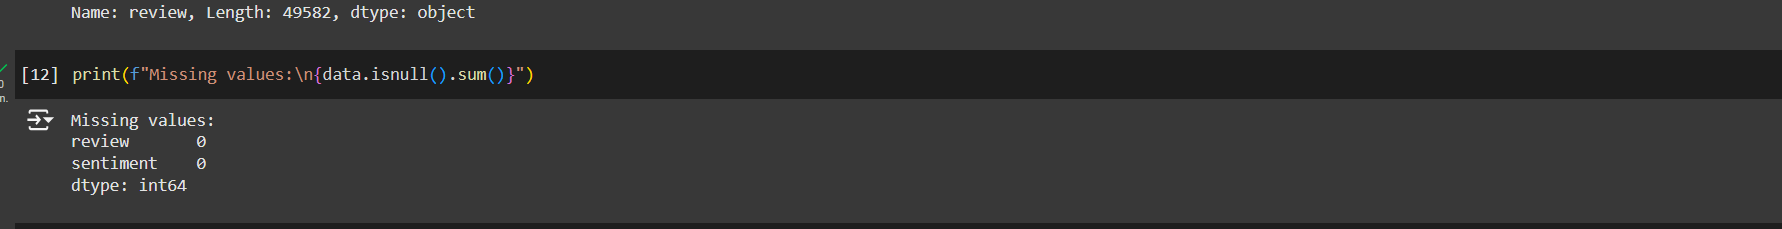 Name: review, Length: 49582, dtype: object
[12] print(f"Missing values:\n{data.isnull().sum()}")
0
n.
Missing values:
review       0
sentiment    0
dtype: int64